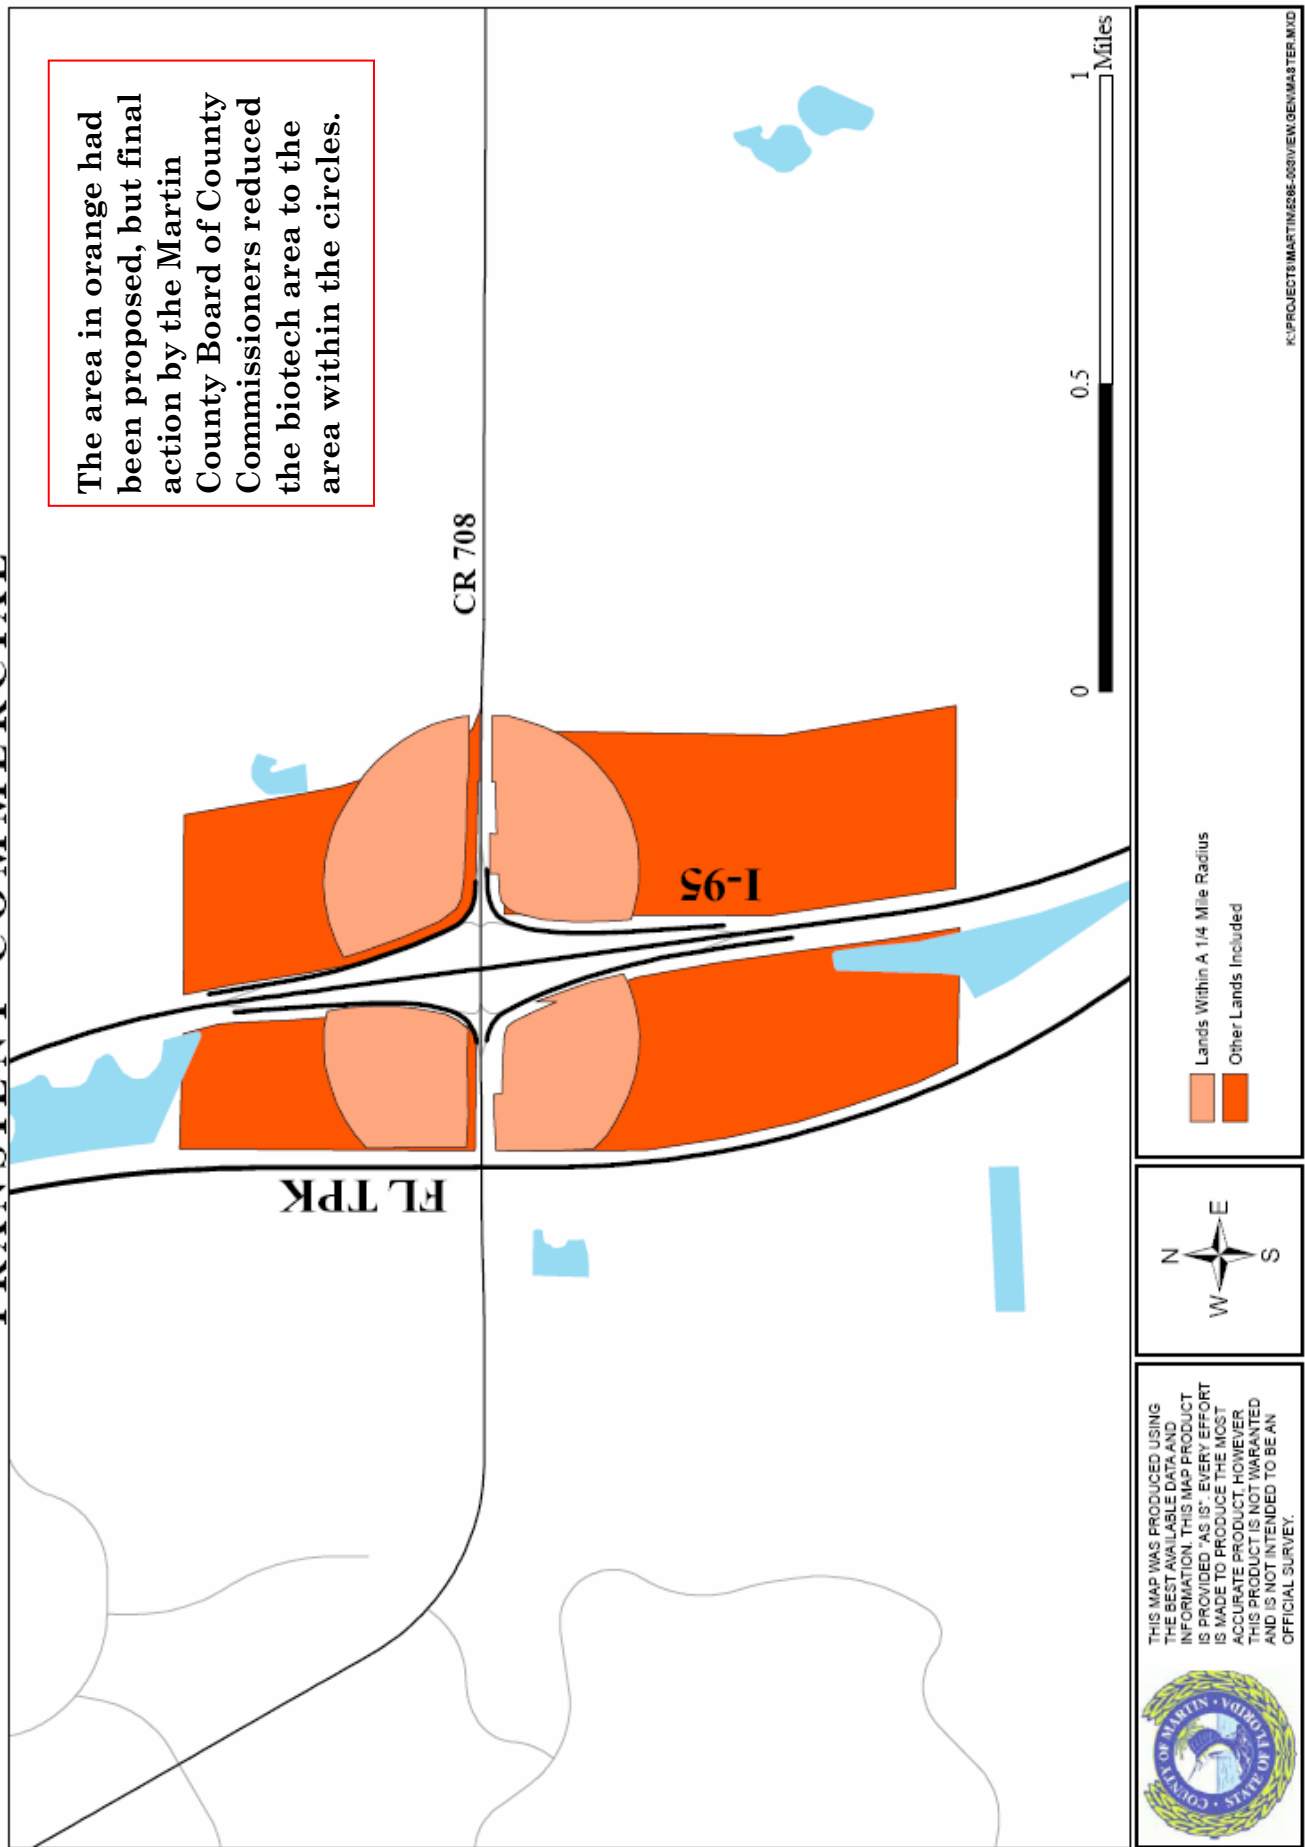 TRANSIENT COMMERCIAL
The area in orange had
been proposed, but final
action by the Martin
County Board of County
Commissioners reduced
the biotech area to the
area within the circles.
CR 708
I-95
FL TPK
0
0.5
1
Miles
THIS MAP WAS PRODUCED USING
THE BEST AVAILABLE DATA AND
INFORMATION. THIS MAP PRODUCT
IS PROVIDED "AS IS". EVERY EFFORT
IS MADE TO PRODUCE THE MOST
ACCURATE PRODUCT, HOWEVER
THIS PRODUCT IS NOT WARANTED
AND IS NOT INTENDED TO BE AN
OFFICIAL SURVEY.
COUNTY OF MARTIN • STATE OF FLORIDA •
N
W
E
S
Lands Within A 1/4 Mile Radius
Other Lands Included